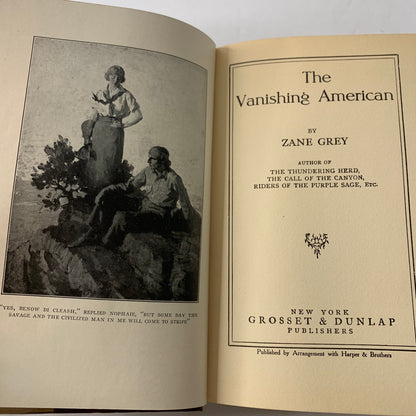 "YES, BENOW DI CLEASH," REPLIED NOPHAIE, "BUT SOME DAY THE
SAVAGE AND THE CIVILIZED MAN IN ME WILL COME TO STRIFE"
The
Vanishing American
BY
ZANE GREY
AUTHOR OF
THE THUNDERING HERD,
THE CALL OF THE CANYON,
RIDERS OF THE PURPLE SAGE, ETC.
NEW YORK
GROSSET & DUNLAP
PUBLISHERS
Published by Arrangement with Harper & Brothers